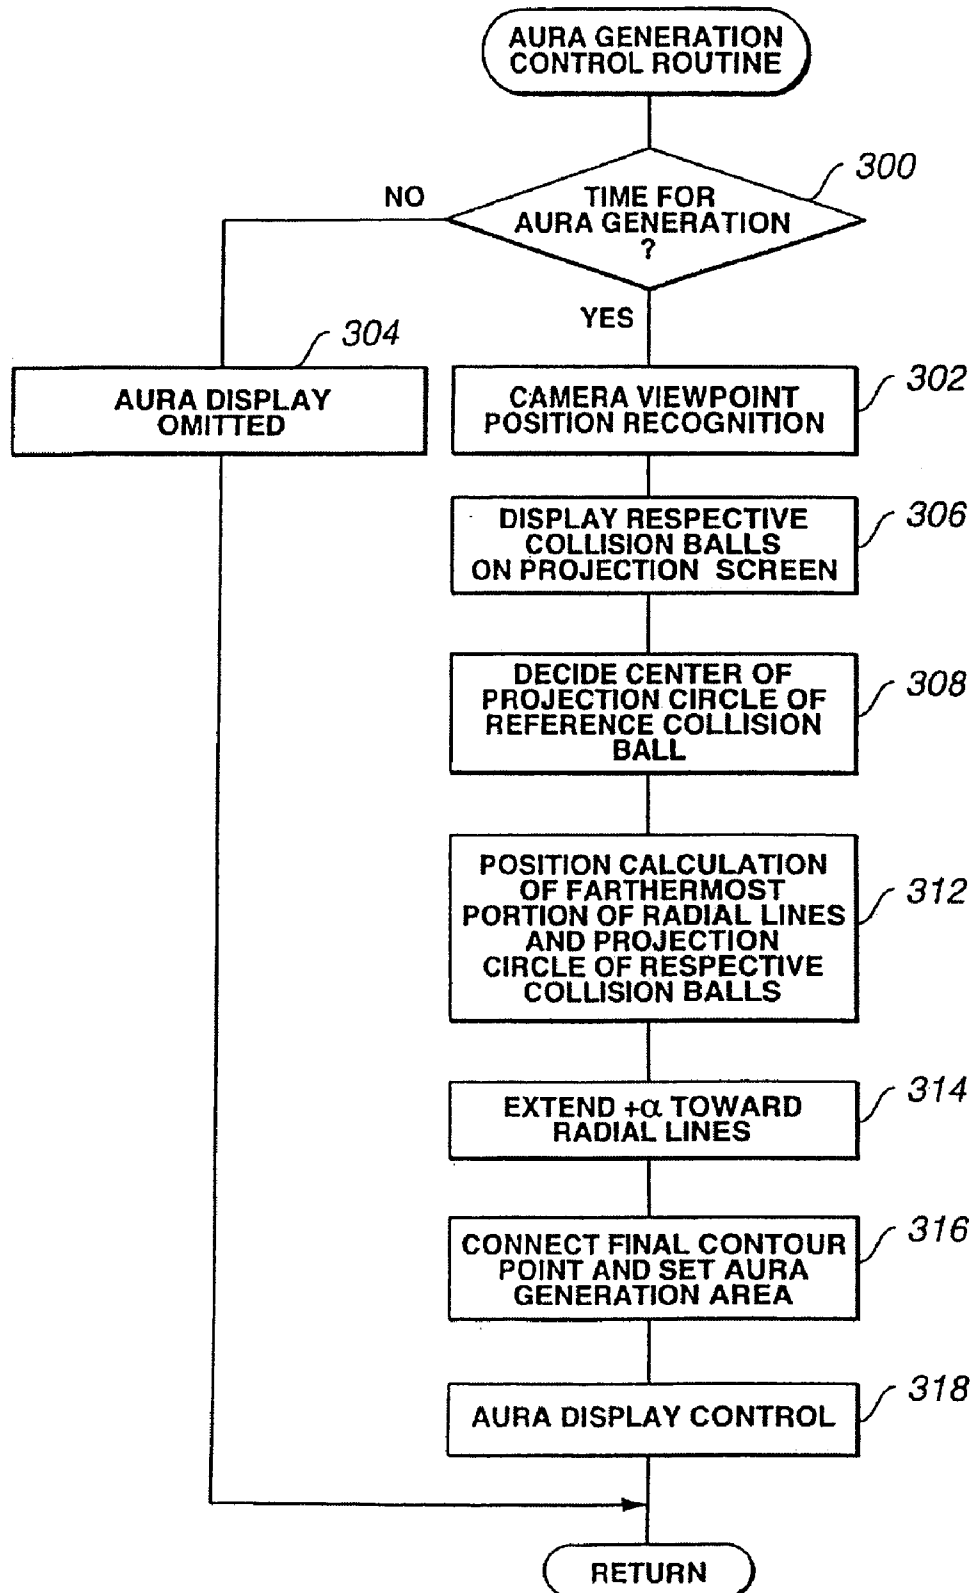 AURA GENERATION
CONTROL ROUTINE
300
NO
TIME FOR
AURA GENERATION
?
YES
304
AURA DISPLAY
OMITTED
302
CAMERA VIEWPOINT
POSITION RECOGNITION
306
DISPLAY RESPECTIVE
COLLISION BALLS
ON PROJECTION SCREEN
308
DECIDE CENTER OF
PROJECTION CIRCLE OF
REFERENCE COLLISION
BALL
312
POSITION CALCULATION
OF FARTHERMOST
PORTION OF RADIAL LINES
AND PROJECTION
CIRCLE OF RESPECTIVE
COLLISION BALLS
314
EXTEND +α TOWARD
RADIAL LINES
316
CONNECT FINAL CONTOUR
POINT AND SET AURA
GENERATION AREA
318
AURA DISPLAY CONTROL
RETURN